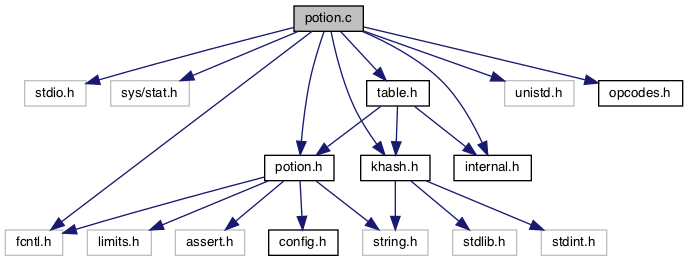 potion.c
stdio.h
sys/stat.h
table.h
unistd.h
opcodes.h
potion.h
khash.h
internal.h
fcntl.h
limits.h
assert.h
config.h
string.h
stdlib.h
stdint.h